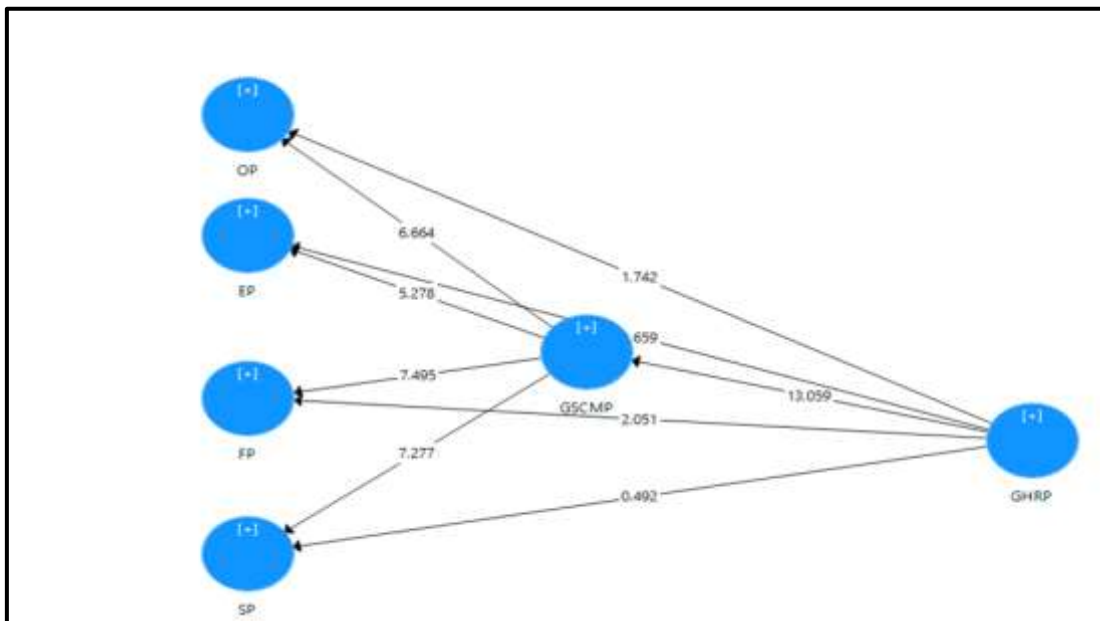 [+]
OP
[+]
6.664
EP
5.278
1.742
[+]
659
7.495
13.059
[+]
GSCMP
2.051
[+]
FP
7.277
0.492
GHRP
[+]
SP